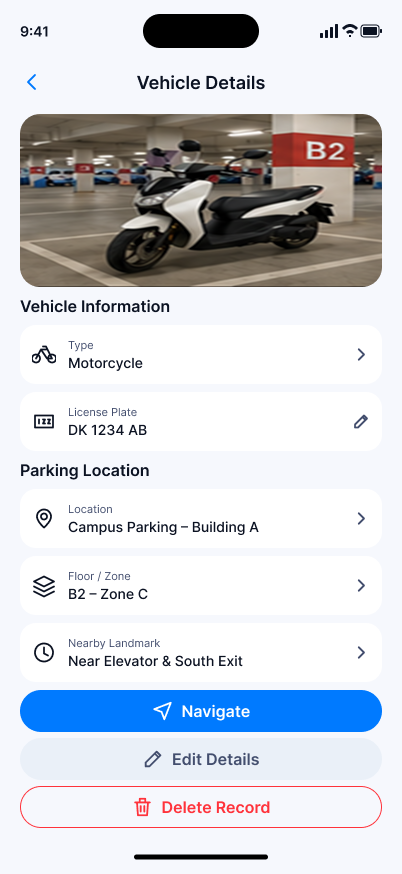 9:41
Vehicle Details
B2
Vehicle Information
Type
Motorcycle
License Plate
DK 1234 AB
Parking Location
Location
Campus Parking – Building A
Floor / Zone
B2 – Zone C
Nearby Landmark
Near Elevator & South Exit
Navigate
Edit Details
Delete Record